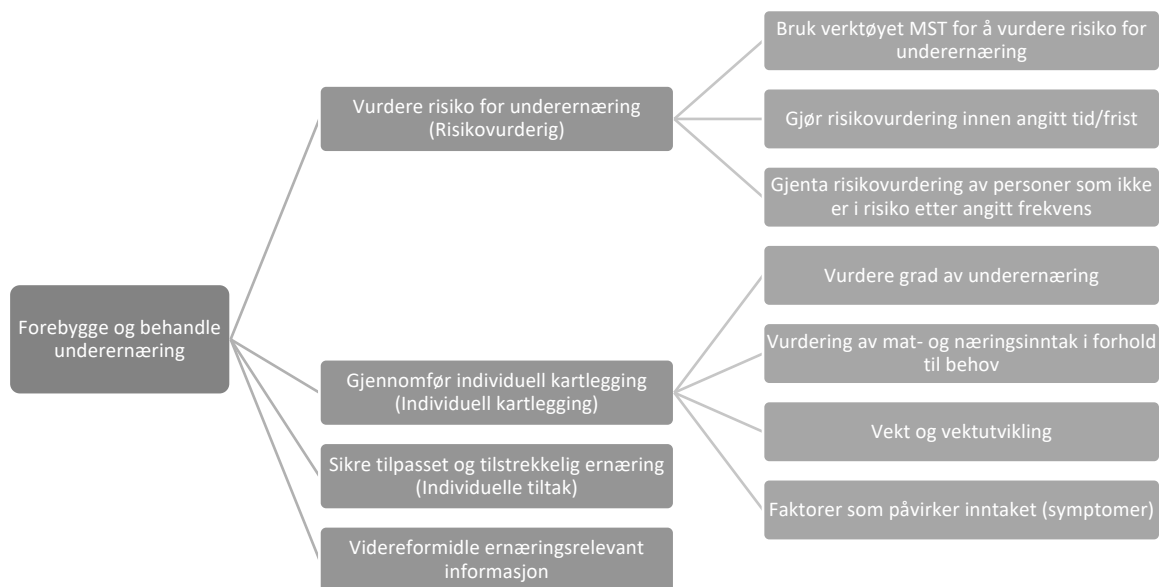 Forebygge og behandle
underernæring
Vurdere risiko for underernæring
(Risikovurderig)
Bruk verktøyet MST for å vurdere risiko for
underernæring
Gjør risikovurdering innen angitt tid/frist
Gjenta risikovurdering av personer som ikke
er i risiko etter angitt frekvens
Gjennomfør individuell kartlegging
(Individuell kartlegging)
Vurdere grad av underernæring
Vurdering av mat- og næringsinntak i forhold
til behov
Vekt og vektutvikling
Faktorer som påvirker inntaket (symptomer)
Sikre tilpasset og tilstrekkelig ernæring
(Individuelle tiltak)
Videreformidle ernæringsrelevant
informasjon